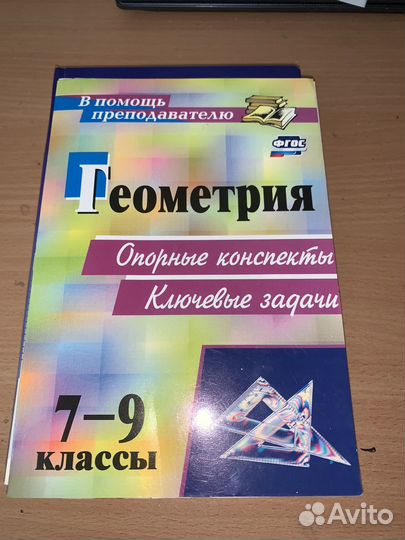 В помощь
преподавателю
ФГОС
Геометрия
Опорные конспекты
Ключевые задачи
7–9
классы
Avito